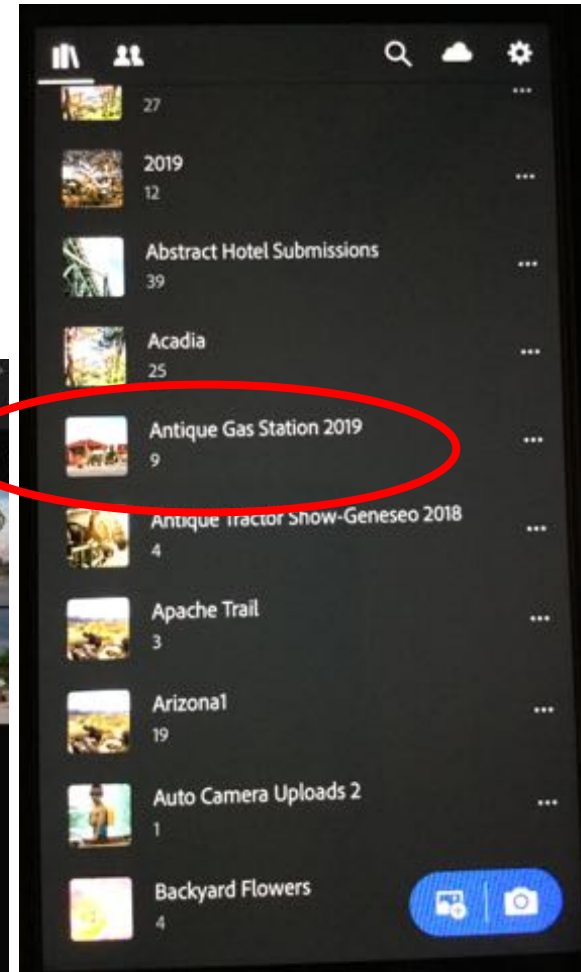 27
2019
12
Abstract Hotel Submissions
39
Acadia
25
Antique Gas Station 2019
9
Antique Tractor Show-Geneseo 2018
4
Apache Trail
3
Arizona1
19
Auto Camera Uploads 2
1
Backyard Flowers
4